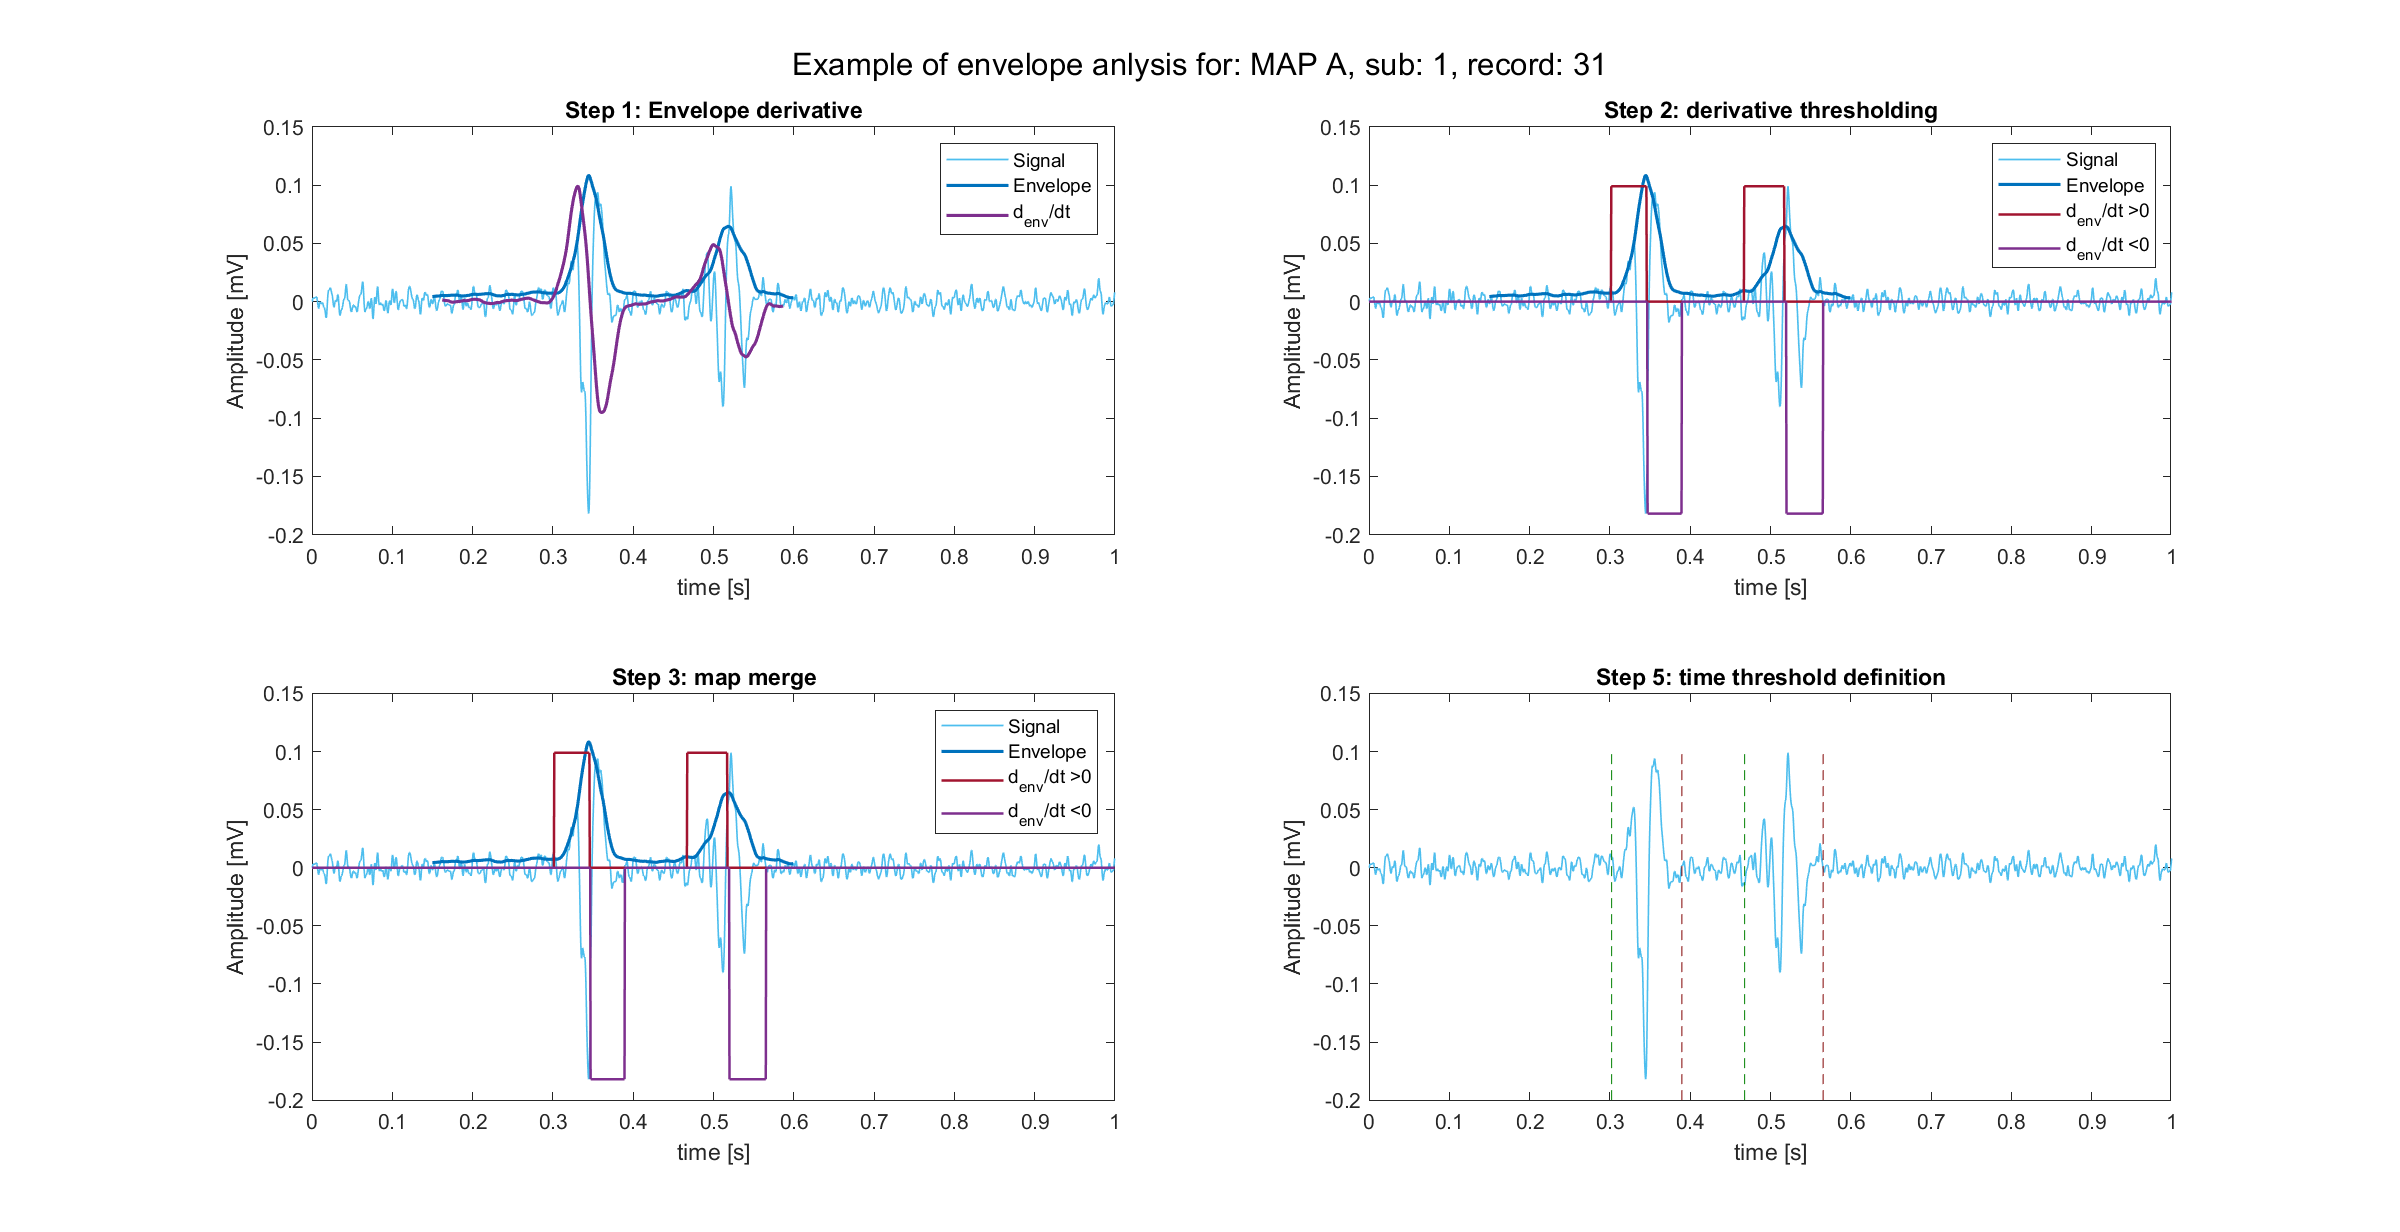 Example of envelope anlysis for: MAP A, sub: 1, record: 31
Step 1: Envelope derivative
0.15
0.1
0.05
0
-0.05
-0.1
-0.15
-0.2
Amplitude [mV]
0 0.1 0.2 0.3 0.4 0.5 0.6 0.7 0.8 0.9 1
time [s]
Signal
Envelope
d_env/dt
Step 2: derivative thresholding
0.15
0.1
0.05
0
-0.05
-0.1
-0.15
-0.2
Amplitude [mV]
0 0.1 0.2 0.3 0.4 0.5 0.6 0.7 0.8 0.9 1
time [s]
Signal
Envelope
d_env/dt >0
d_env/dt <0
Step 3: map merge
0.15
0.1
0.05
0
-0.05
-0.1
-0.15
-0.2
Amplitude [mV]
0 0.1 0.2 0.3 0.4 0.5 0.6 0.7 0.8 0.9 1
time [s]
Signal
Envelope
d_env/dt >0
d_env/dt <0
Step 5: time threshold definition
0.15
0.1
0.05
0
-0.05
-0.1
-0.15
-0.2
Amplitude [mV]
0 0.1 0.2 0.3 0.4 0.5 0.6 0.7 0.8 0.9 1
time [s]